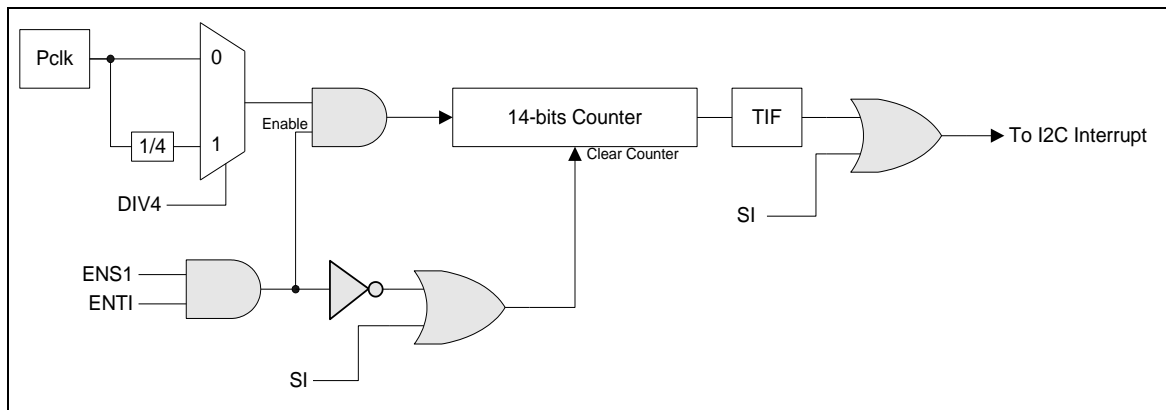 Pclk
0
Enable
14-bits Counter
TIF
To I2C Interrupt
1/4
1
Clear Counter
DIV4
SI
ENS1
ENTI
SI